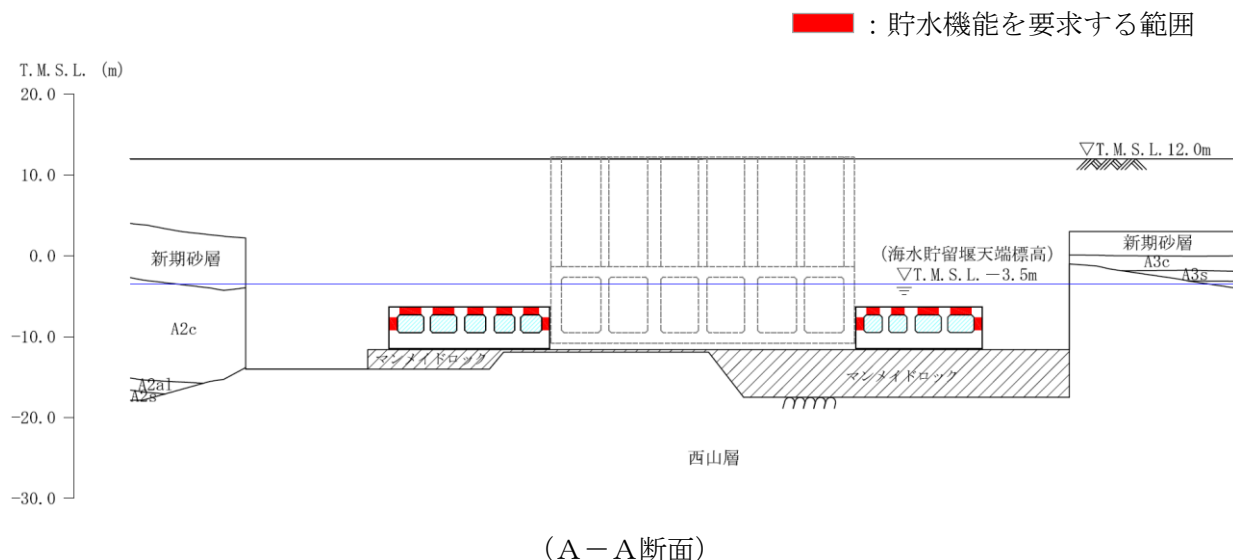 ：貯水機能を要求する範囲
T.M.S.L. (m)
20.0
▽T.M.S.L.12.0m
10.0
新期砂層
(海水貯留堰天端標高)
▽T.M.S.L.－3.5m
新期砂層
A3c
A3s
0.0
A2c
-10.0
マンメイドロック
マンメイドロック
A2al
A2s
-20.0
西山層
-30.0
(Ａ－Ａ断面)